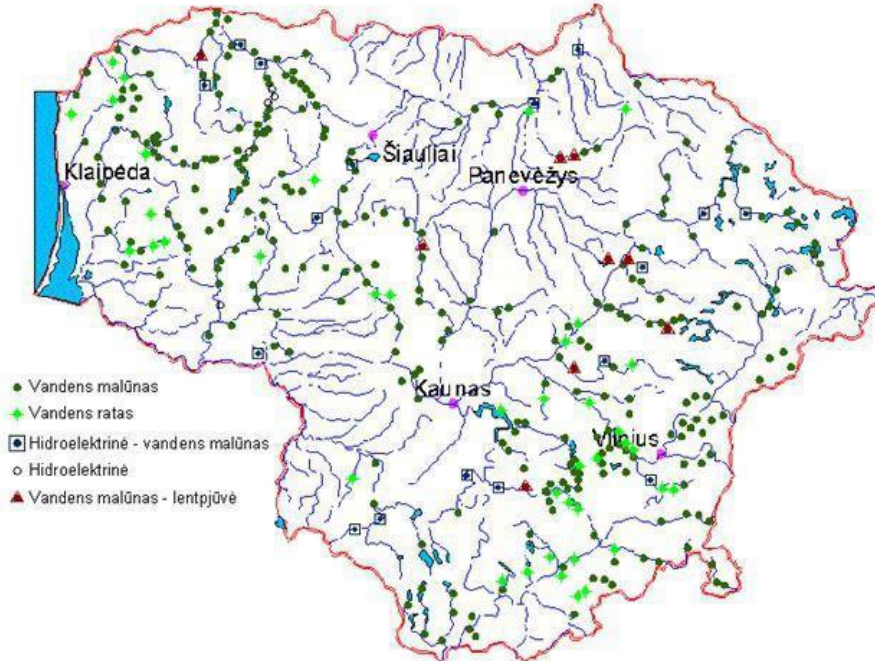 Klaipėda
Šiauliai
Panevėžys
Kaunas
Vilnius
Vandens malūnas
Vandens ratas
Hidroelektrinė - vandens malūnas
Hidroelektrinė
Vandens malūnas - lentpjūvė